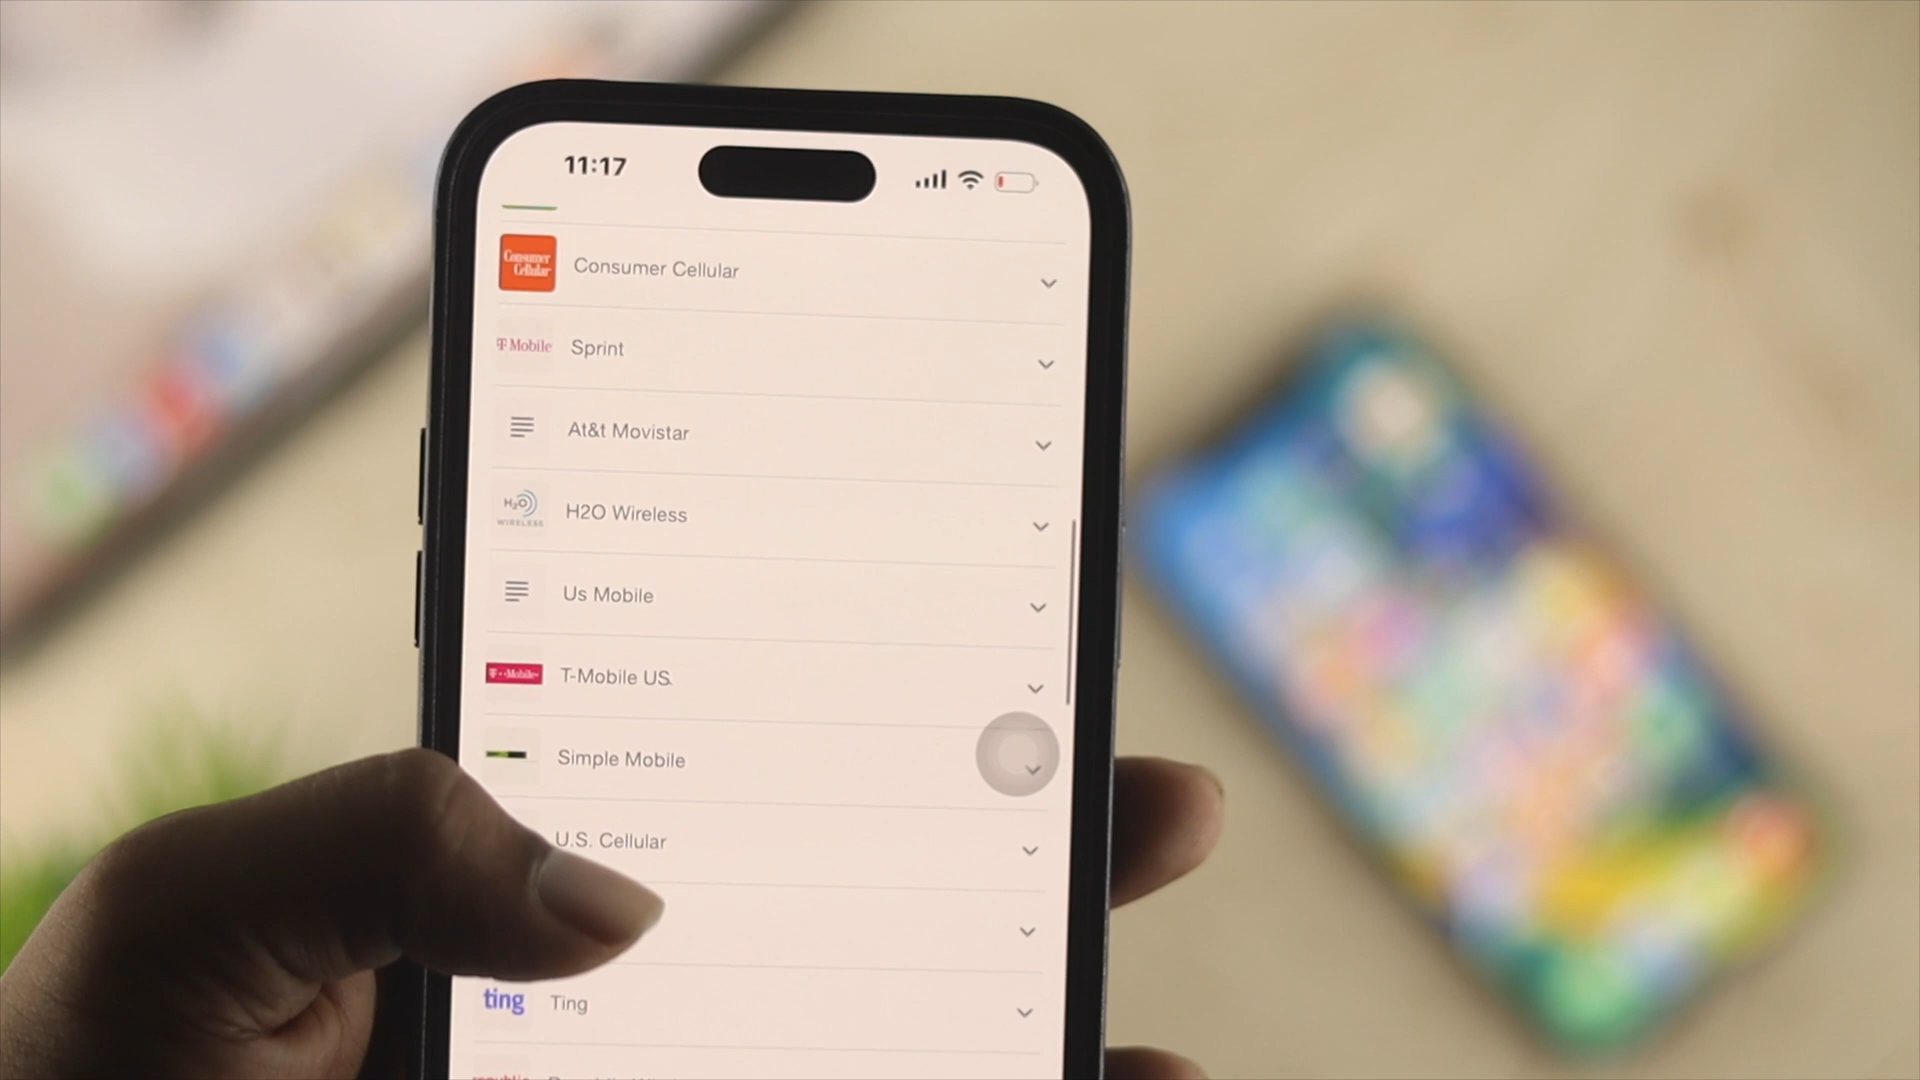 11:17
Consumer Cellular
Consumer Cellular
T Mobile
Sprint
At&t Movistar
H2O WIRELESS
H2O Wireless
Us Mobile
T··Mobile·
T-Mobile US.
Simple Mobile
U.S. Cellular
ting
Ting